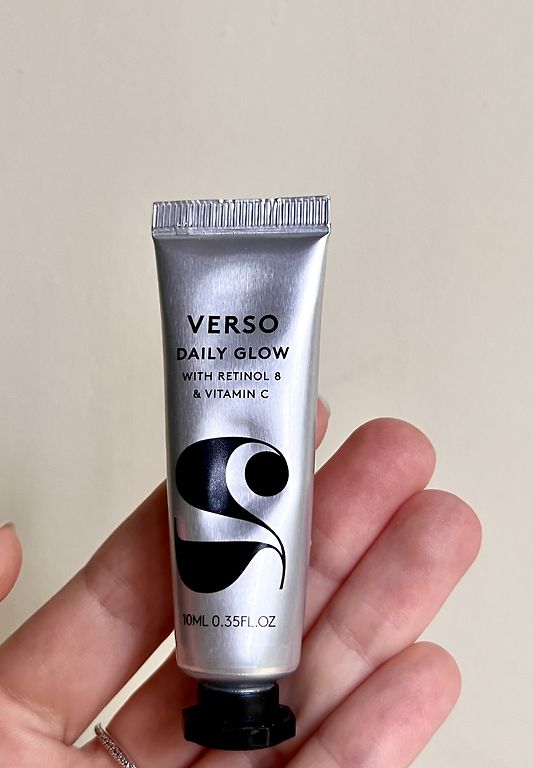 VERSO
DAILY GLOW
WITH RETINOL 8
& VITAMIN C
10ML 0.35FL.OZ